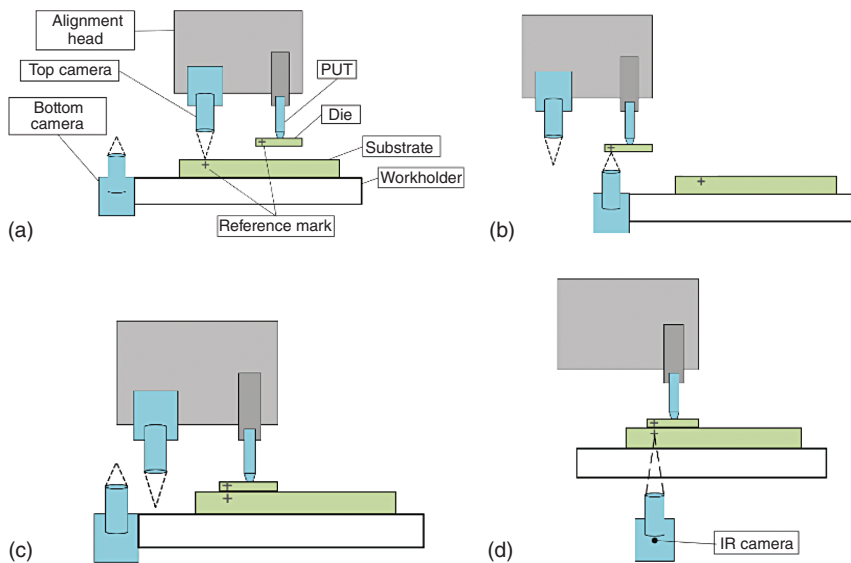 Alignment
head
Top camera
Bottom
camera
PUT
Die
Substrate
Workholder
Reference mark
(a)
(b)
(c)
(d)
IR camera